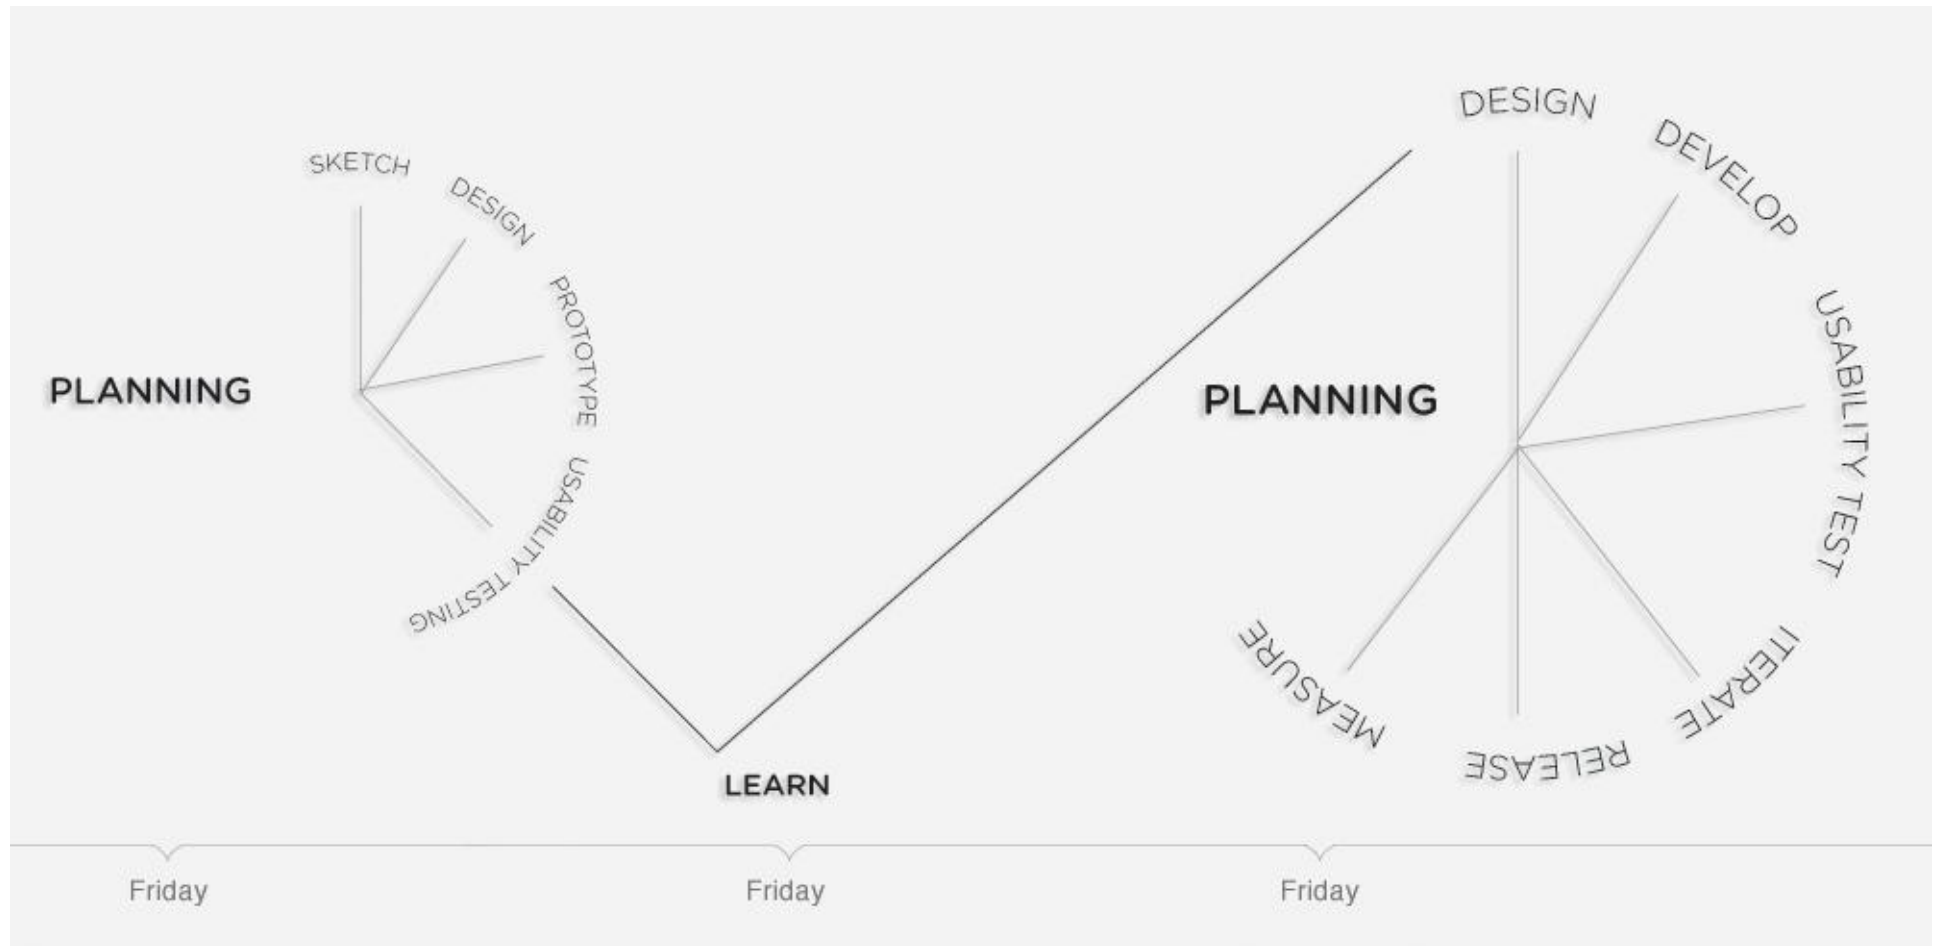 SKETCH
DESIGN
PROTOTYPE
USABILITY TESTING
PLANNING
LEARN
DESIGN
DEVELOP
USABILITY TEST
ITERATE
RELEASE
MEASURE
PLANNING
Friday
Friday
Friday